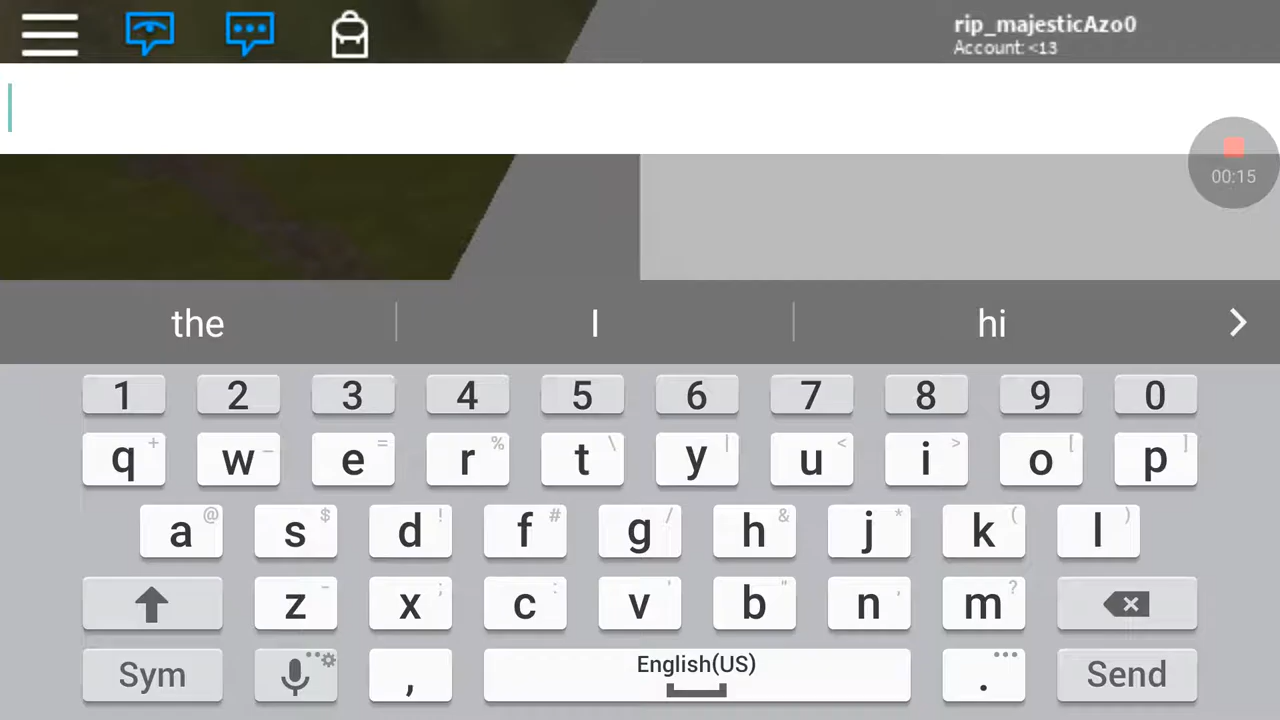 rip_majesticAzo0
Account: <13
00:15
the I hi
1 2 3 4 5 6 7 8 9 0
q + w _ e = r % t \ y | u < i > o [ p ]
a @ s $ d ! f # g / h & j * k ( l )
z - x ; c : v ' b " n , m ?
Sym , English(US) . Send